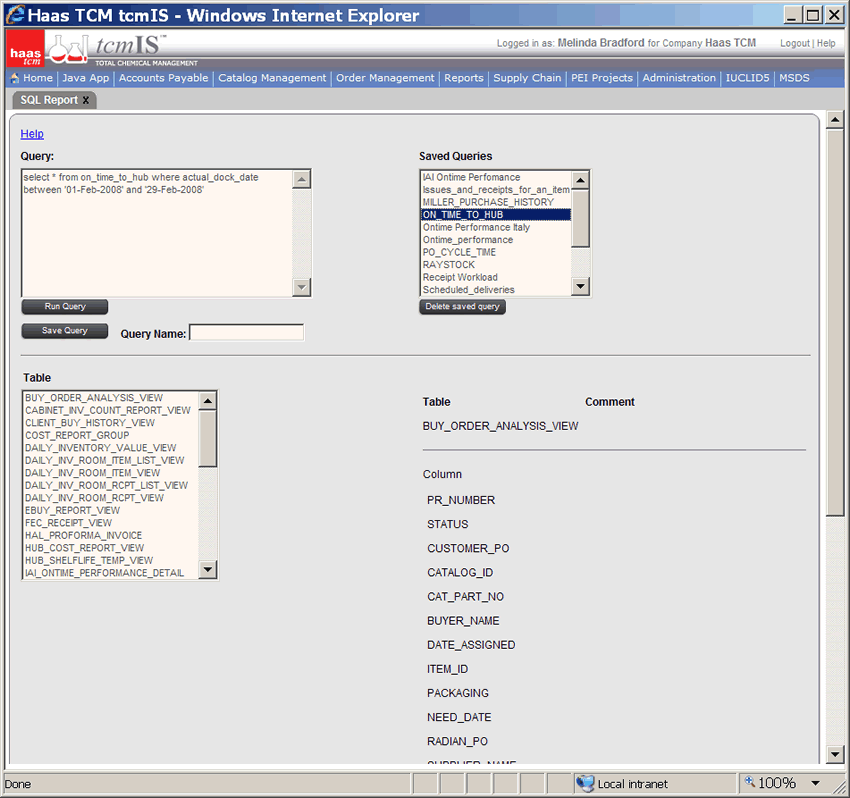 Haas TCM tcmIS - Windows Internet Explorer
haas tcm
tcmIS™
TOTAL CHEMICAL MANAGEMENT
Logged in as: Melinda Bradford for Company Haas TCM
Logout | Help
Home | Java App | Accounts Payable | Catalog Management | Order Management | Reports | Supply Chain | PEI Projects | Administration | IUCLID5 | MSDS
SQL Report x
Help
Query:
select * from on_time_to_hub where actual_dock_date
between '01-Feb-2008' and '29-Feb-2008'
Run Query
Save Query
Query Name:
Saved Queries
IAI Ontime Perfomance
Issues_and_receipts_for_an_item
MILLER_PURCHASE_HISTORY
ON_TIME_TO_HUB
Ontime Performance Italy
Ontime_performance
PO_CYCLE_TIME
RAYSTOCK
Receipt Workload
Scheduled_deliveries
Delete saved query
Table
BUY_ORDER_ANALYSIS_VIEW
CABINET_INV_COUNT_REPORT_VIEW
CLIENT_BUY_HISTORY_VIEW
COST_REPORT_GROUP
DAILY_INVENTORY_VALUE_VIEW
DAILY_INV_ROOM_ITEM_LIST_VIEW
DAILY_INV_ROOM_ITEM_VIEW
DAILY_INV_ROOM_RCPT_LIST_VIEW
DAILY_INV_ROOM_RCPT_VIEW
EBUY_REPORT_VIEW
FEC_RECEIPT_VIEW
HAL_PROFORMA_INVOICE
HUB_COST_REPORT_VIEW
HUB_SHELFLIFE_TEMP_VIEW
IAI_ONTIME_PERFORMANCE_DETAIL
Table Comment
BUY_ORDER_ANALYSIS_VIEW
Column
PR_NUMBER
STATUS
CUSTOMER_PO
CATALOG_ID
CAT_PART_NO
BUYER_NAME
DATE_ASSIGNED
ITEM_ID
PACKAGING
NEED_DATE
RADIAN_PO
SUPPLIER_NAME
Done
Local intranet
100%